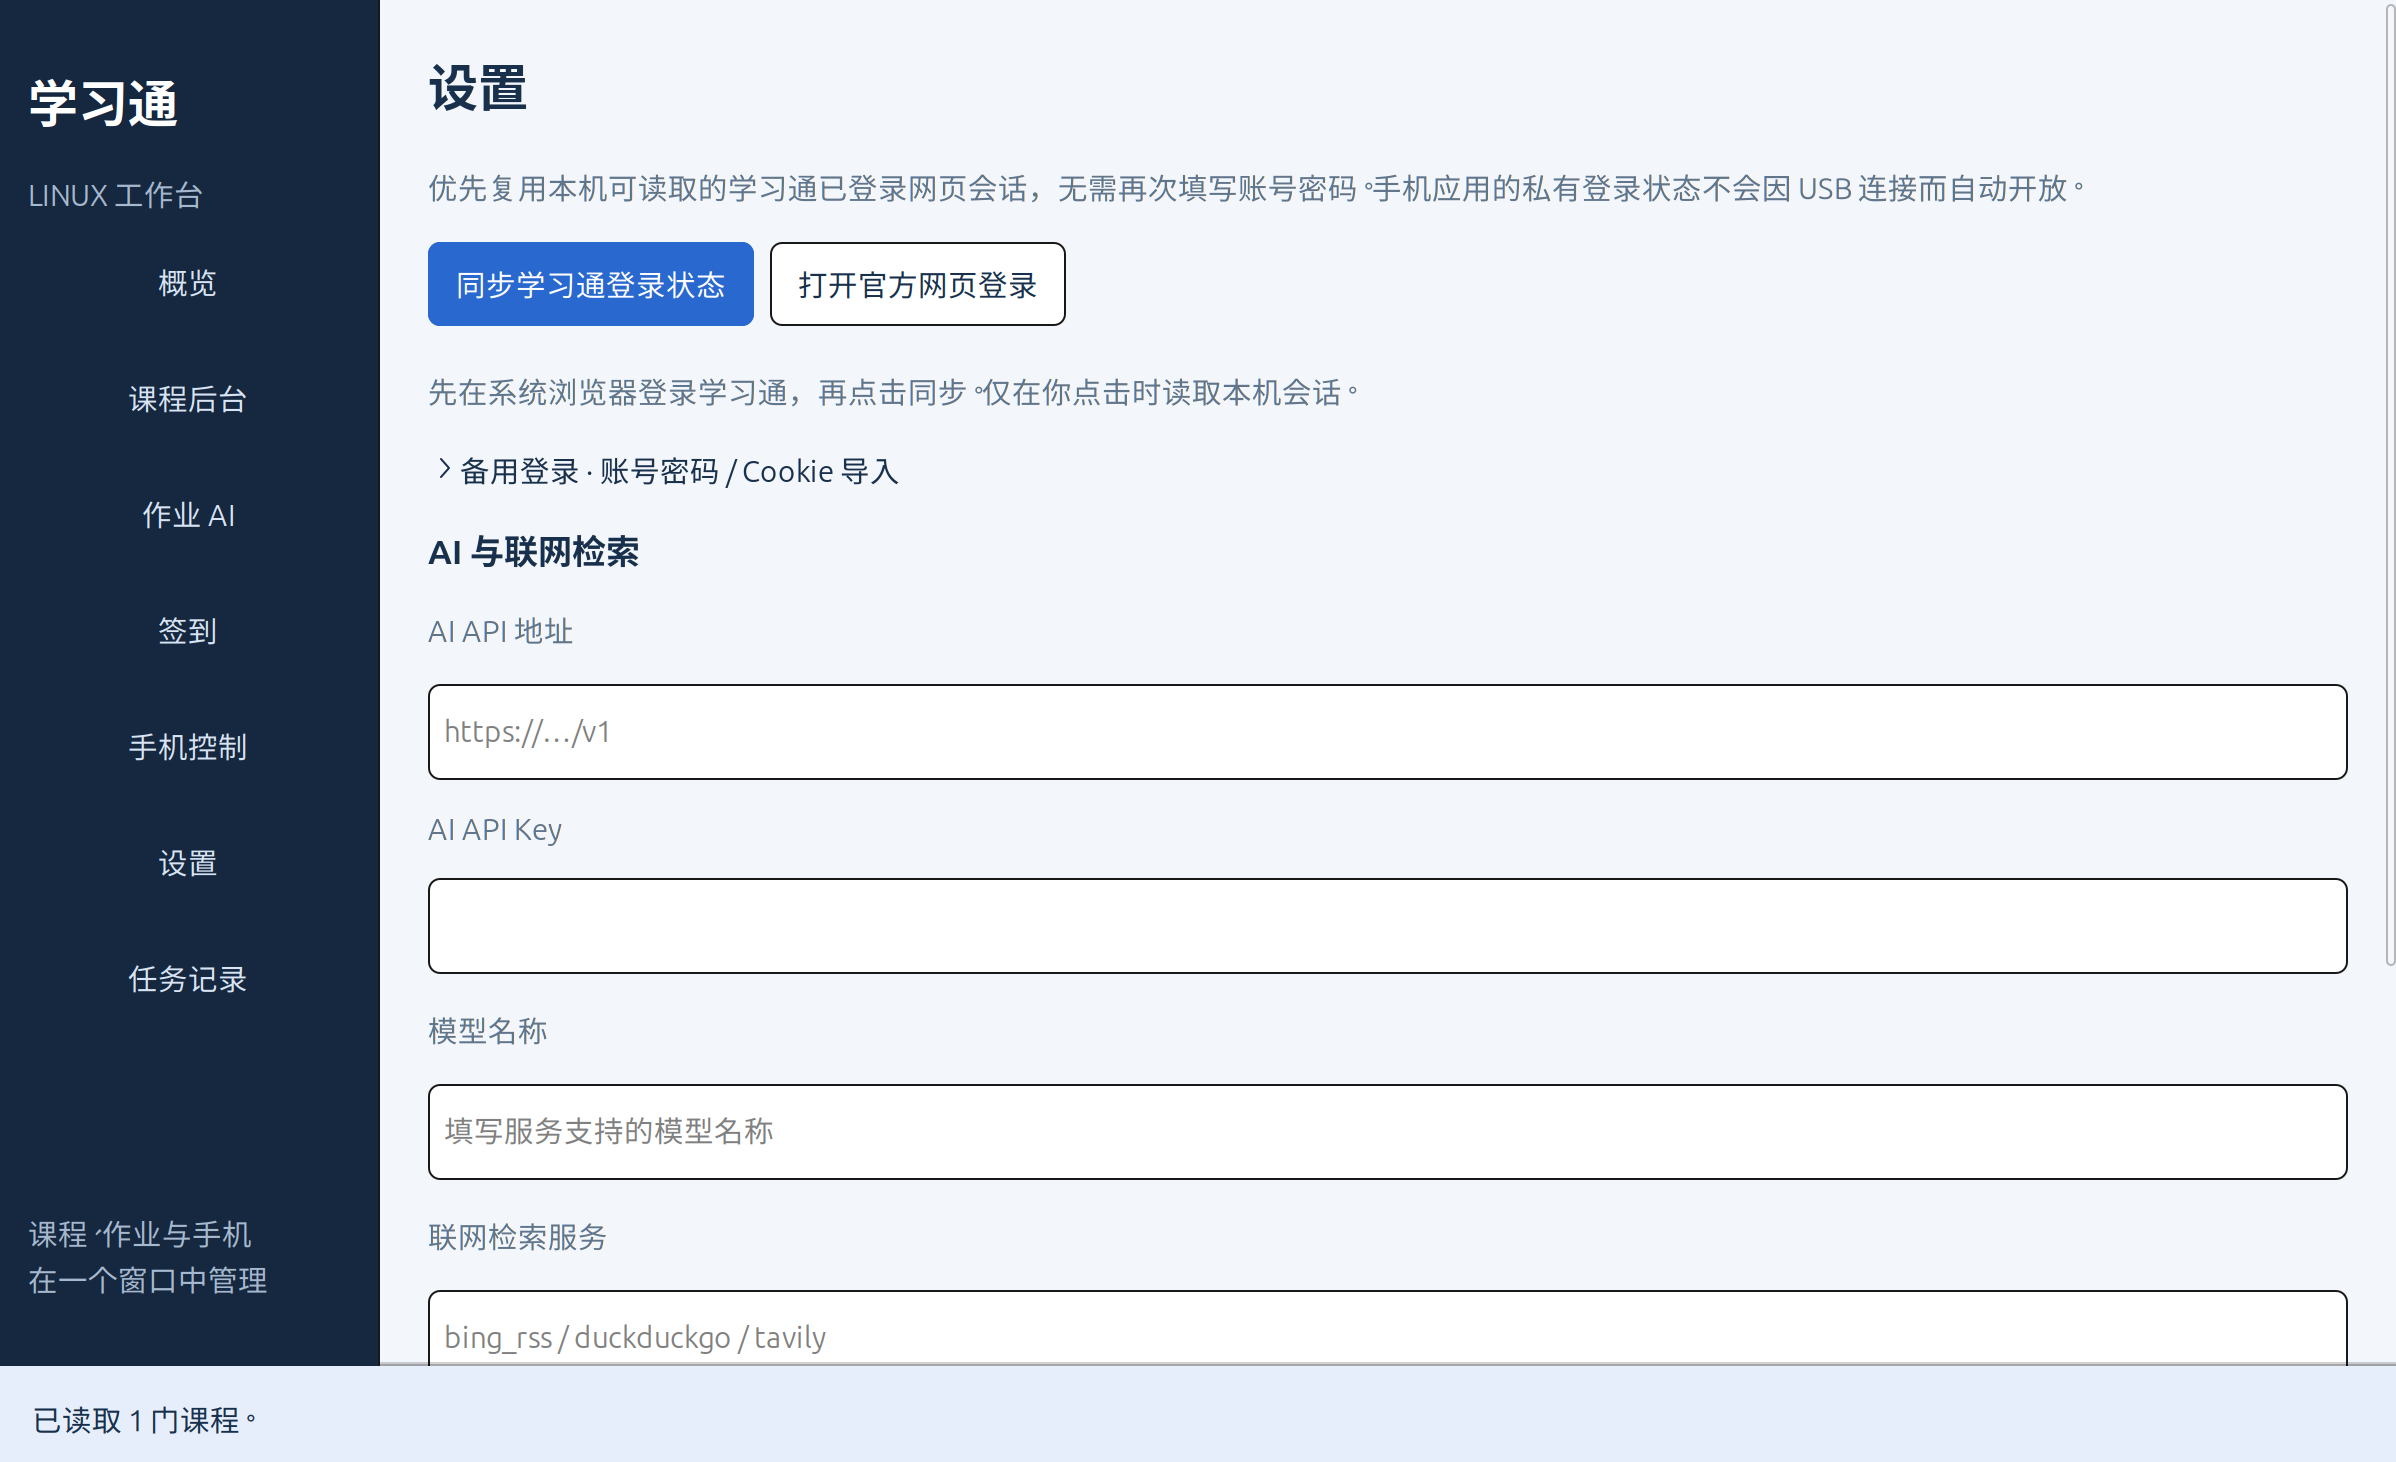 学习通
LINUX 工作台
概览
课程后台
作业 AI
签到
手机控制
设置
任务记录
课程、作业与手机
在一个窗口中管理
设置
优先复用本机可读取的学习通已登录网页会话，无需再次填写账号密码。手机应用的私有登录状态不会因 USB 连接而自动开放。
同步学习通登录状态
打开官方网页登录
先在系统浏览器登录学习通，再点击同步。仅在你点击时读取本机会话。
备用登录 · 账号密码 / Cookie 导入
AI 与联网检索
AI API 地址
https://…/v1
AI API Key
模型名称
填写服务支持的模型名称
联网检索服务
bing_rss / duckduckgo / tavily
已读取 1 门课程。